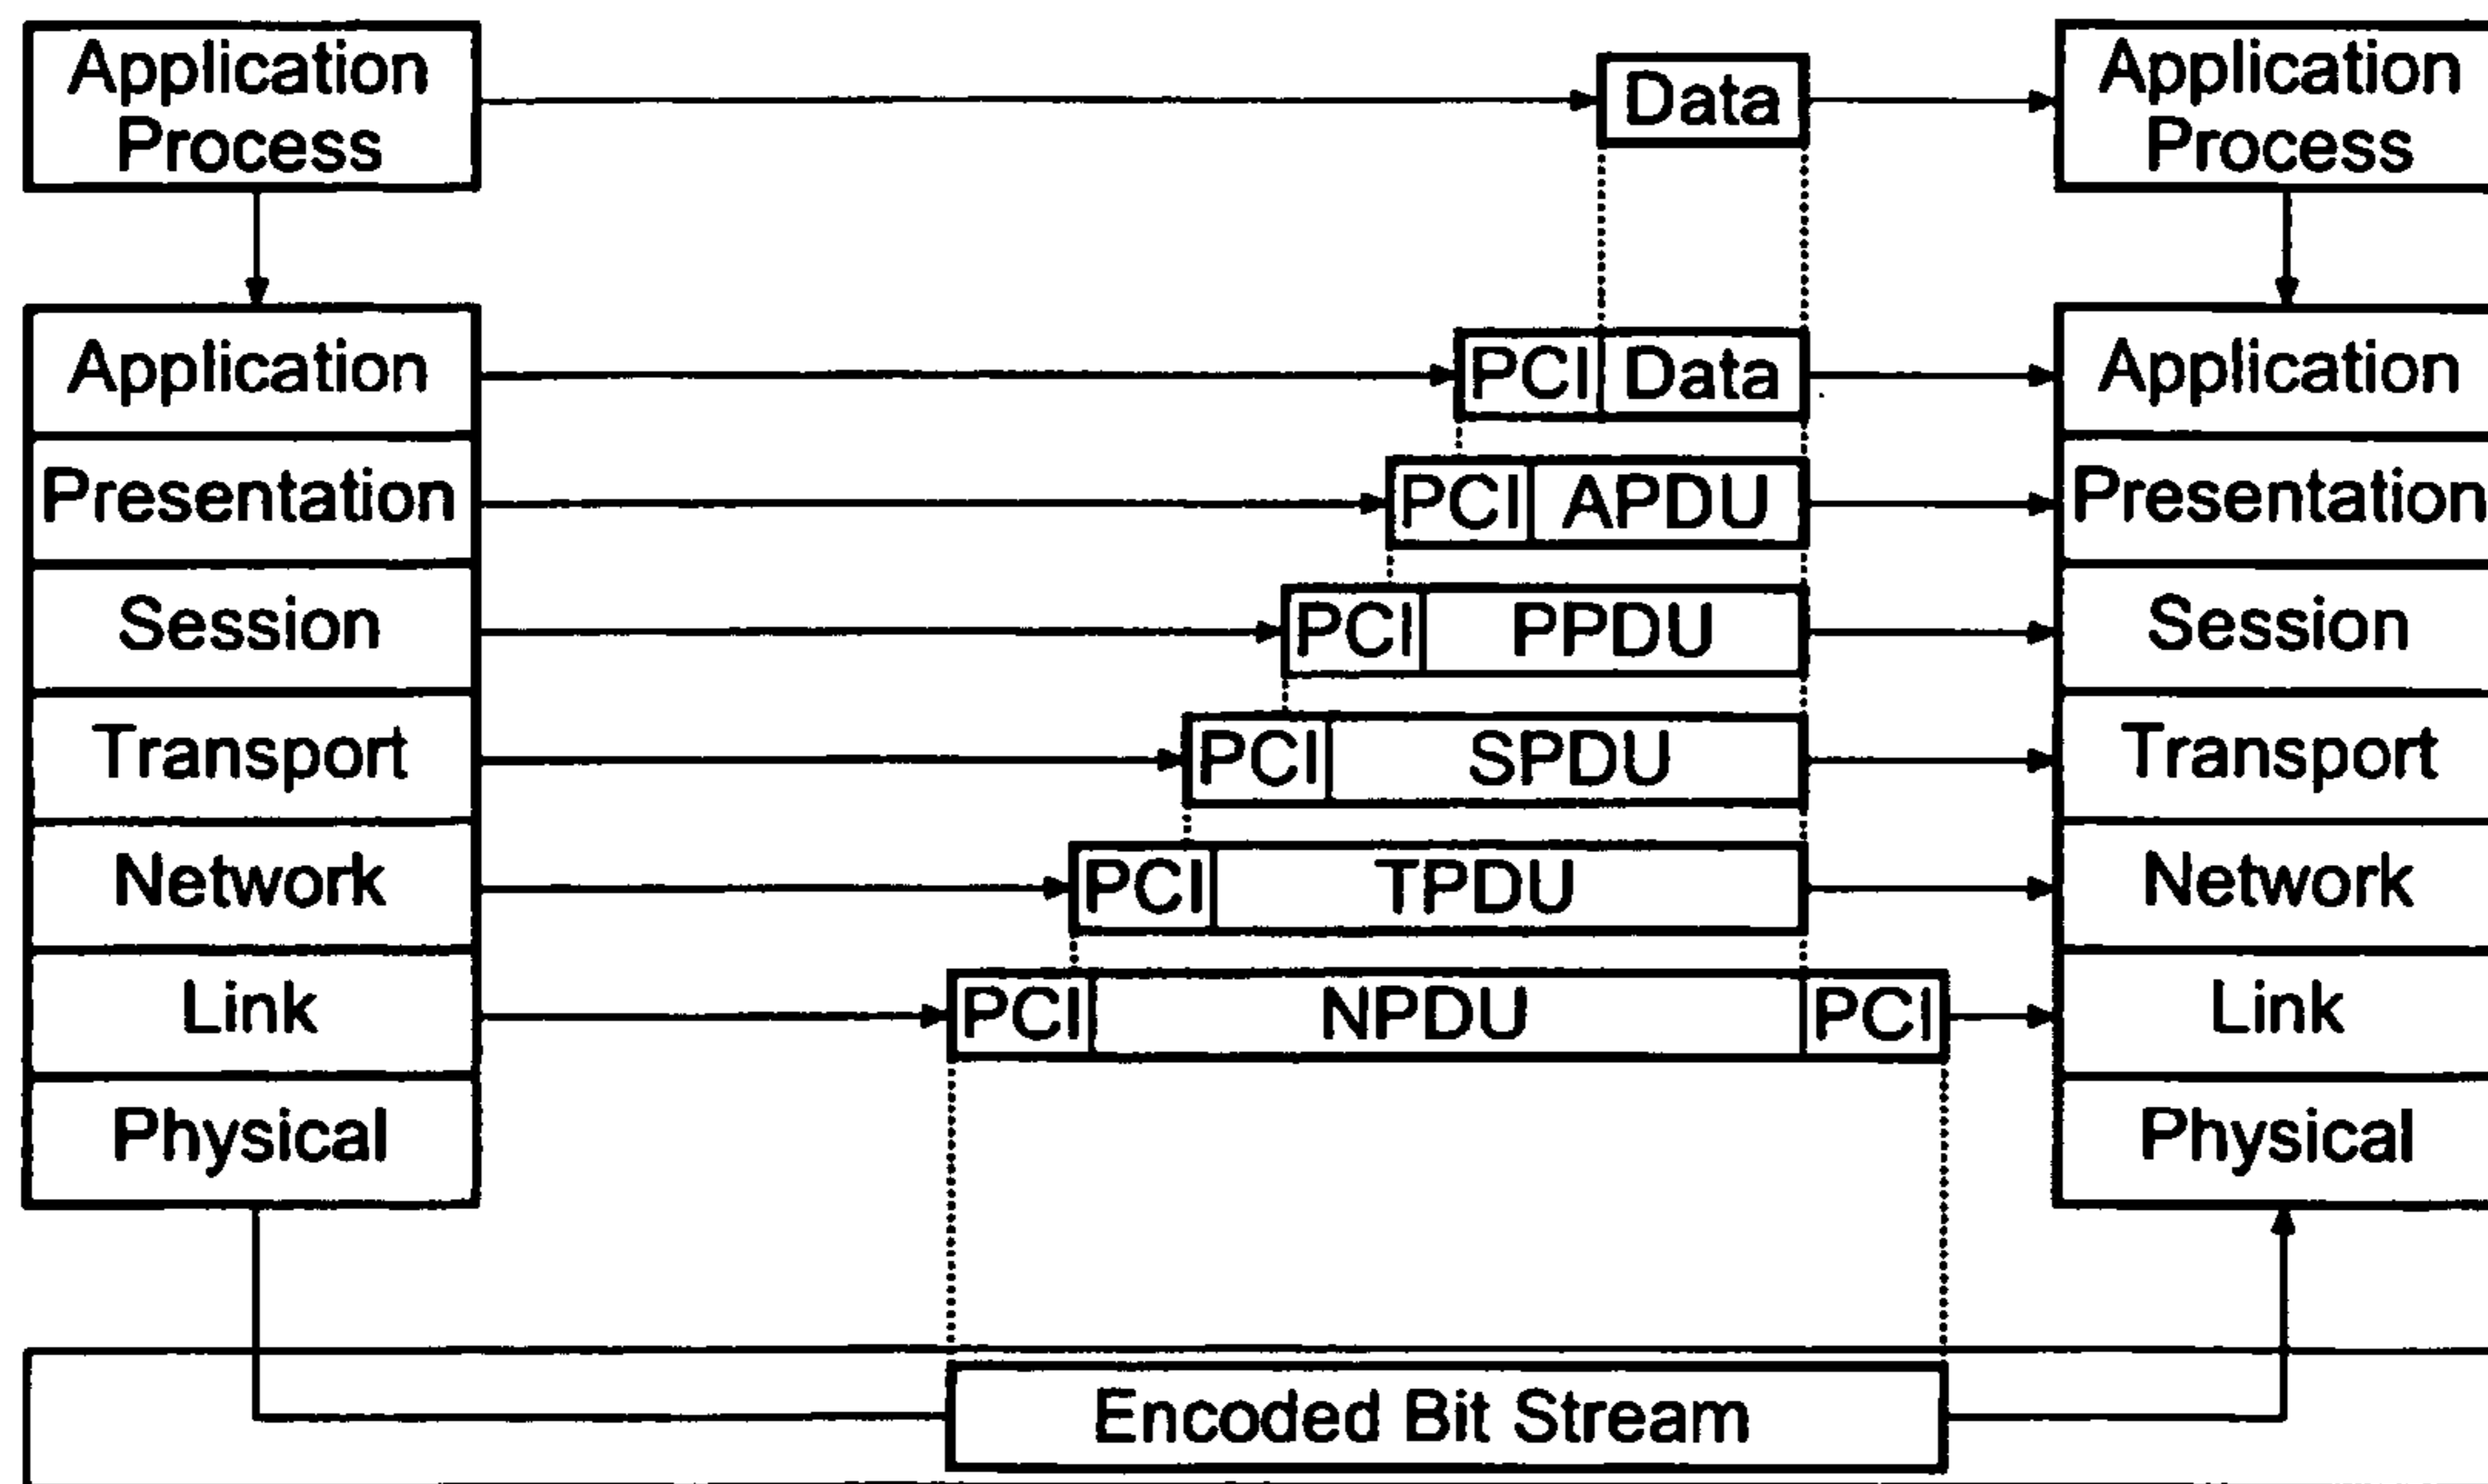 Application
Process
Data
Application
Process
Application
PCI Data
Application
Presentation
PCI APDU
Presentation
Session
PCI PPDU
Session
Transport
PCI SPDU
Transport
Network
PCI TPDU
Network
Link
PCI NPDU PCI
Link
Physical
Physical
Encoded Bit Stream